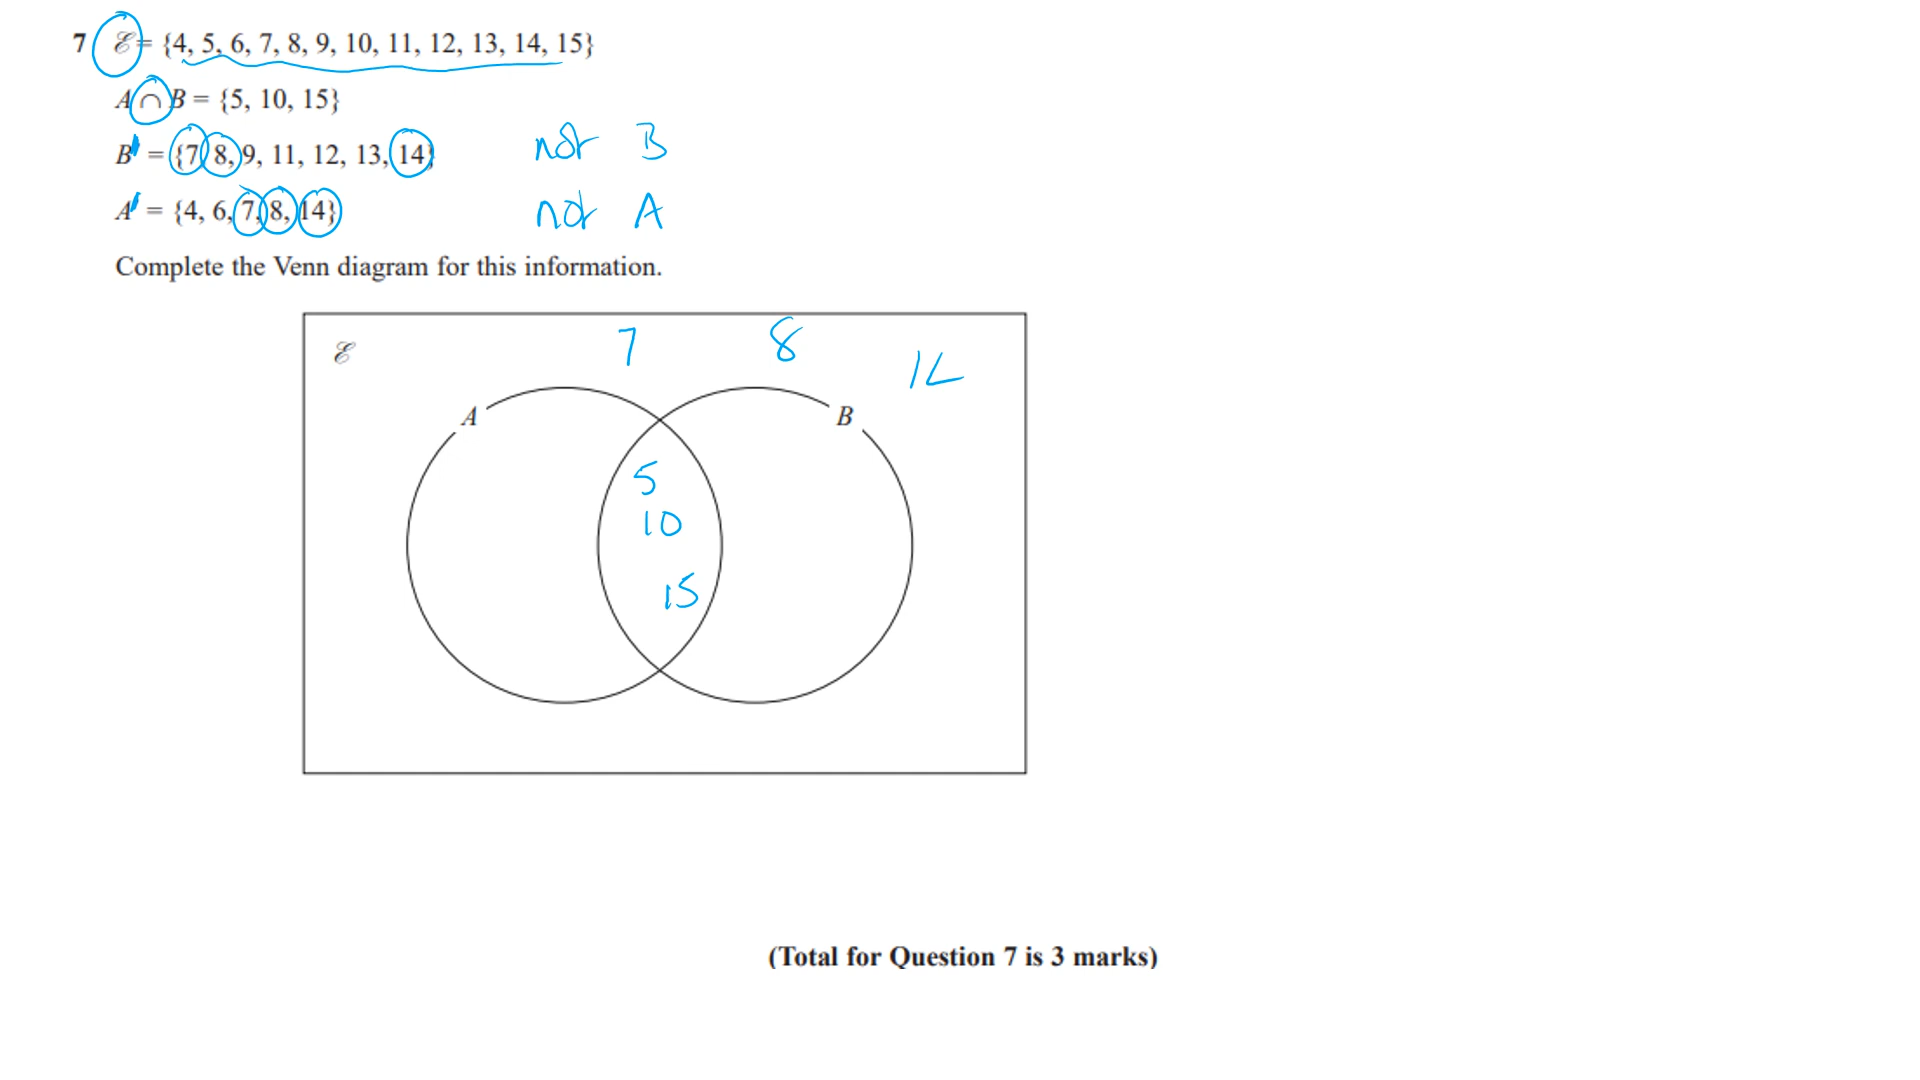 7 ℰ = {4, 5, 6, 7, 8, 9, 10, 11, 12, 13, 14, 15}
A ∩ B = {5, 10, 15}
B' = {7, 8, 9, 11, 12, 13, 14} not B
A' = {4, 6, 7, 8, 14} not A
Complete the Venn diagram for this information.
ℰ 7 8
A B
5
10
15
(Total for Question 7 is 3 marks)